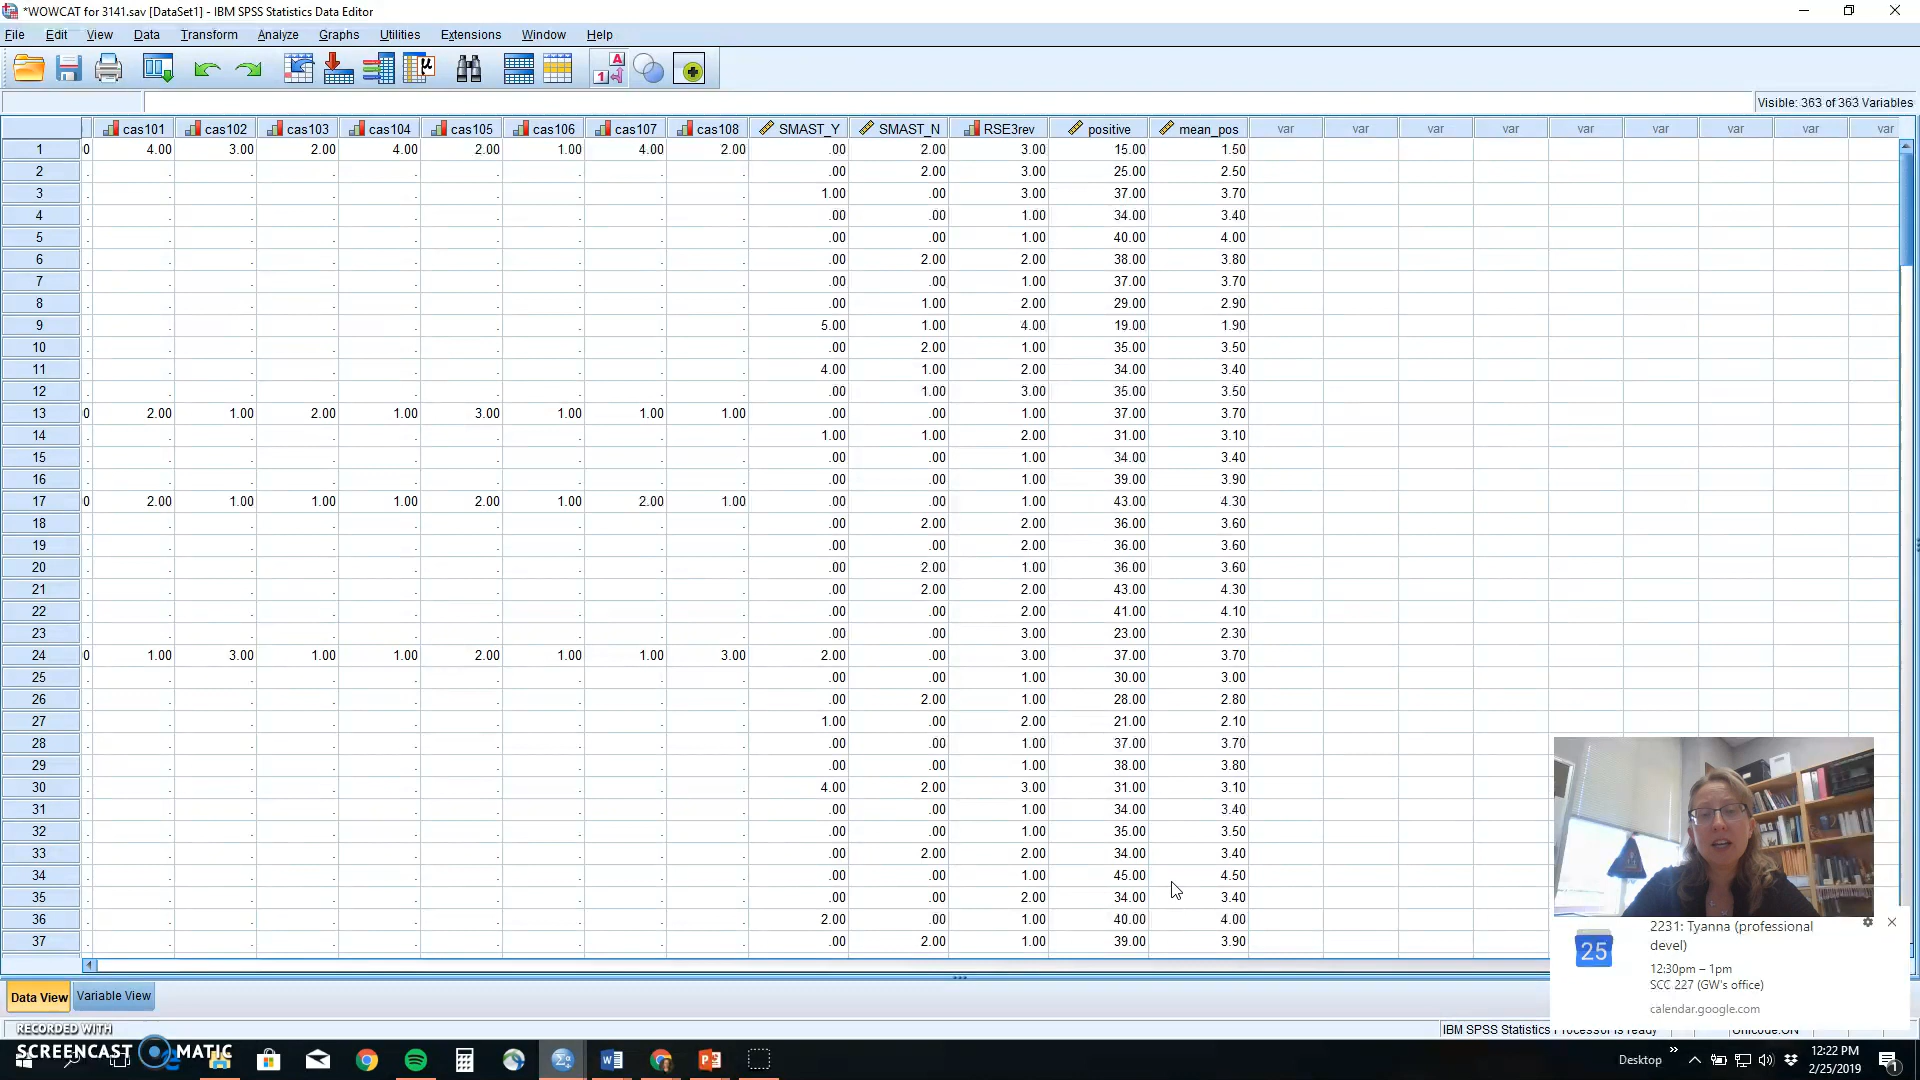 *WOWCAT for 3141.sav [DataSet1] - IBM SPSS Statistics Data Editor
File Edit View Data Transform Analyze Graphs Utilities Extensions Window Help
Visible: 363 of 363 Variables
cas101 cas102 cas103 cas104 cas105 cas106 cas107 cas108 SMAST_Y SMAST_N RSE3rev positive mean_pos var var var var var var var var var
1 0 4.00 3.00 2.00 4.00 2.00 1.00 4.00 2.00 .00 2.00 3.00 15.00 1.50
2 . . . . . . . . . .00 2.00 3.00 25.00 2.50
3 . . . . . . . . . 1.00 .00 3.00 37.00 3.70
4 . . . . . . . . . .00 .00 1.00 34.00 3.40
5 . . . . . . . . . .00 .00 1.00 40.00 4.00
6 . . . . . . . . . .00 2.00 2.00 38.00 3.80
7 . . . . . . . . . .00 .00 1.00 37.00 3.70
8 . . . . . . . . . .00 1.00 2.00 29.00 2.90
9 . . . . . . . . . 5.00 1.00 4.00 19.00 1.90
10 . . . . . . . . . .00 2.00 1.00 35.00 3.50
11 . . . . . . . . . 4.00 1.00 2.00 34.00 3.40
12 . . . . . . . . . .00 1.00 3.00 35.00 3.50
13 0 2.00 1.00 2.00 1.00 3.00 1.00 1.00 1.00 .00 .00 1.00 37.00 3.70
14 . . . . . . . . . 1.00 1.00 2.00 31.00 3.10
15 . . . . . . . . . .00 .00 1.00 34.00 3.40
16 . . . . . . . . . .00 .00 1.00 39.00 3.90
17 0 2.00 1.00 1.00 1.00 2.00 1.00 2.00 1.00 .00 .00 1.00 43.00 4.30
18 . . . . . . . . . .00 2.00 2.00 36.00 3.60
19 . . . . . . . . . .00 .00 2.00 36.00 3.60
20 . . . . . . . . . .00 2.00 1.00 36.00 3.60
21 . . . . . . . . . .00 2.00 2.00 43.00 4.30
22 . . . . . . . . . .00 .00 2.00 41.00 4.10
23 . . . . . . . . . .00 .00 3.00 23.00 2.30
24 0 1.00 3.00 1.00 1.00 2.00 1.00 1.00 3.00 2.00 .00 3.00 37.00 3.70
25 . . . . . . . . . .00 .00 1.00 30.00 3.00
26 . . . . . . . . . .00 2.00 1.00 28.00 2.80
27 . . . . . . . . . 1.00 .00 2.00 21.00 2.10
28 . . . . . . . . . .00 .00 1.00 37.00 3.70
29 . . . . . . . . . .00 .00 1.00 38.00 3.80
30 . . . . . . . . . 4.00 2.00 3.00 31.00 3.10
31 . . . . . . . . . .00 .00 1.00 34.00 3.40
32 . . . . . . . . . .00 .00 1.00 35.00 3.50
33 . . . . . . . . . .00 2.00 2.00 34.00 3.40
34 . . . . . . . . . .00 .00 1.00 45.00 4.50
35 . . . . . . . . . .00 .00 2.00 34.00 3.40
36 . . . . . . . . . 2.00 .00 1.00 40.00 4.00
37 . . . . . . . . . .00 2.00 1.00 39.00 3.90
25
2231: Tyanna (professional
devel)
12:30pm – 1pm
SCC 227 (GW's office)
calendar.google.com
Data View Variable View
IBM SPSS Statistics Processor is ready Unicode:ON
RECORDED WITH
SCREENCAST MATIC
Desktop
12:22 PM
2/25/2019